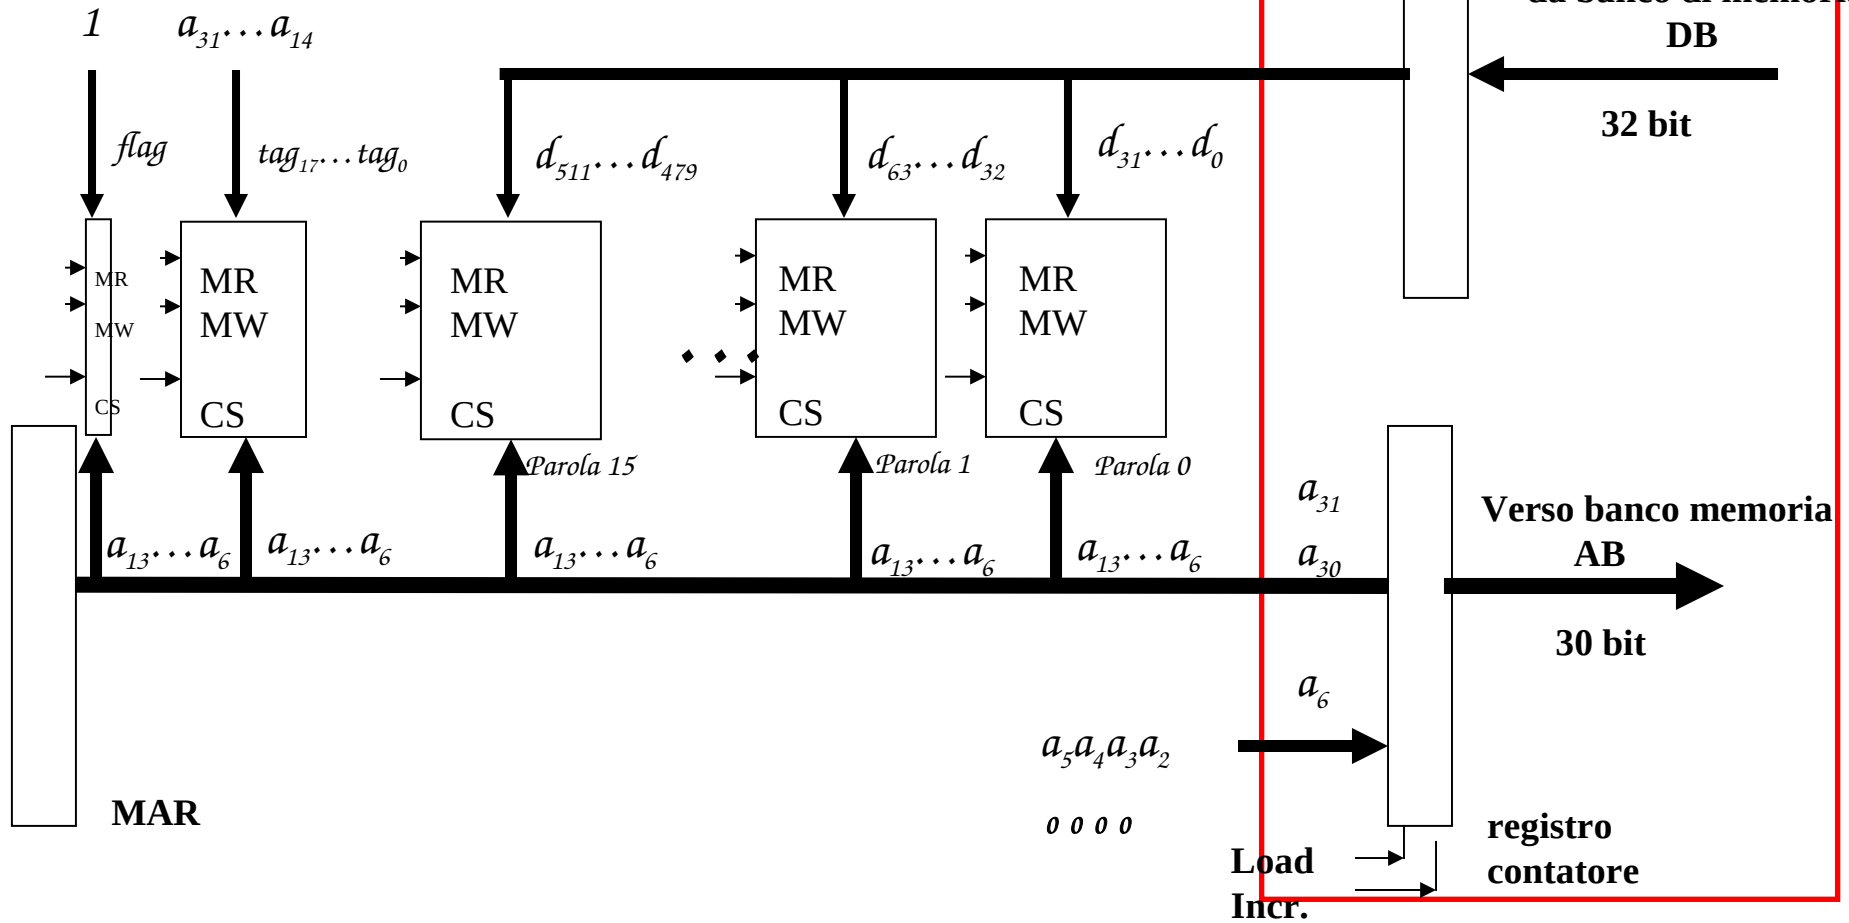 DB
1
a31...a14
32 bit
flag
tag17...tag0
d511...d479
d63...d32
d31...d0
MR
MW
CS
MR
MW
CS
MR
MW
CS
...
MR
MW
CS
MR
MW
CS
Parola 15
Parola 1
Parola 0
a13...a6
a13...a6
a13...a6
a13...a6
a13...a6
a31
a30
a6
Verso banco memoria
AB
30 bit
a5a4a3a2
0 0 0 0
MAR
Load
Incr.
registro
contatore